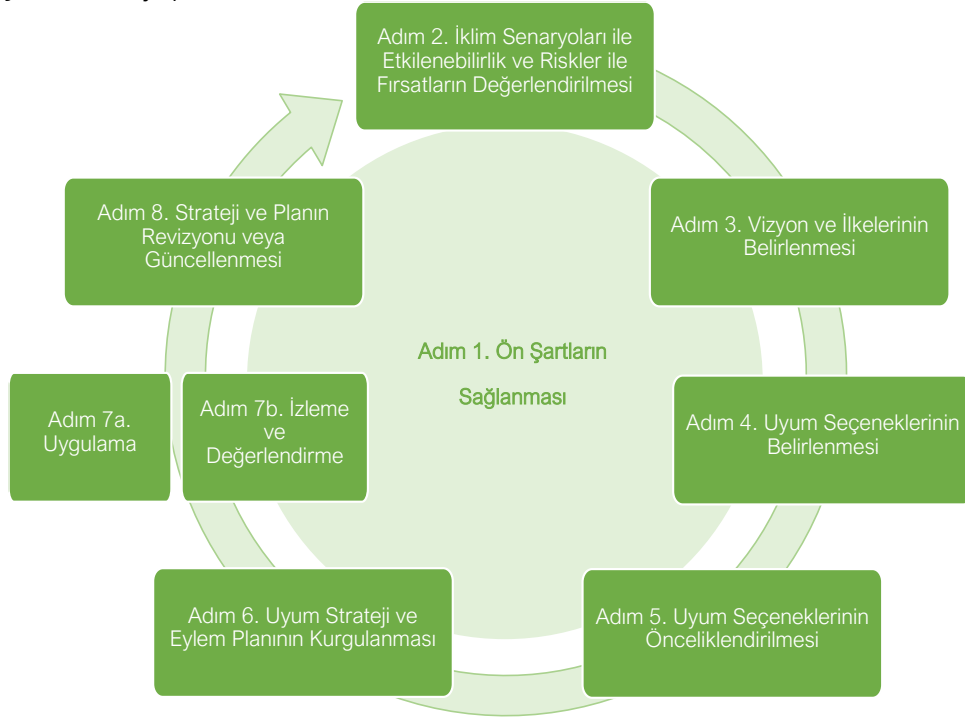 Adım 2. İklim Senaryoları ile
Etkilenebilirlik ve Riskler ile
Fırsatların Değerlendirilmesi
Adım 8. Strateji ve Planın
Revizyonu veya
Güncellenmesi
Adım 3. Vizyon ve İlkelerinin
Belirlenmesi
Adım 1. Ön Şartların
Sağlanması
Adım 7a.
Uygulama
Adım 7b. İzleme
ve
Değerlendirme
Adım 4. Uyum Seçeneklerinin
Belirlenmesi
Adım 6. Uyum Strateji ve
Eylem Planının Kurgulanması
Adım 5. Uyum Seçeneklerinin
Önceliklendirilmesi